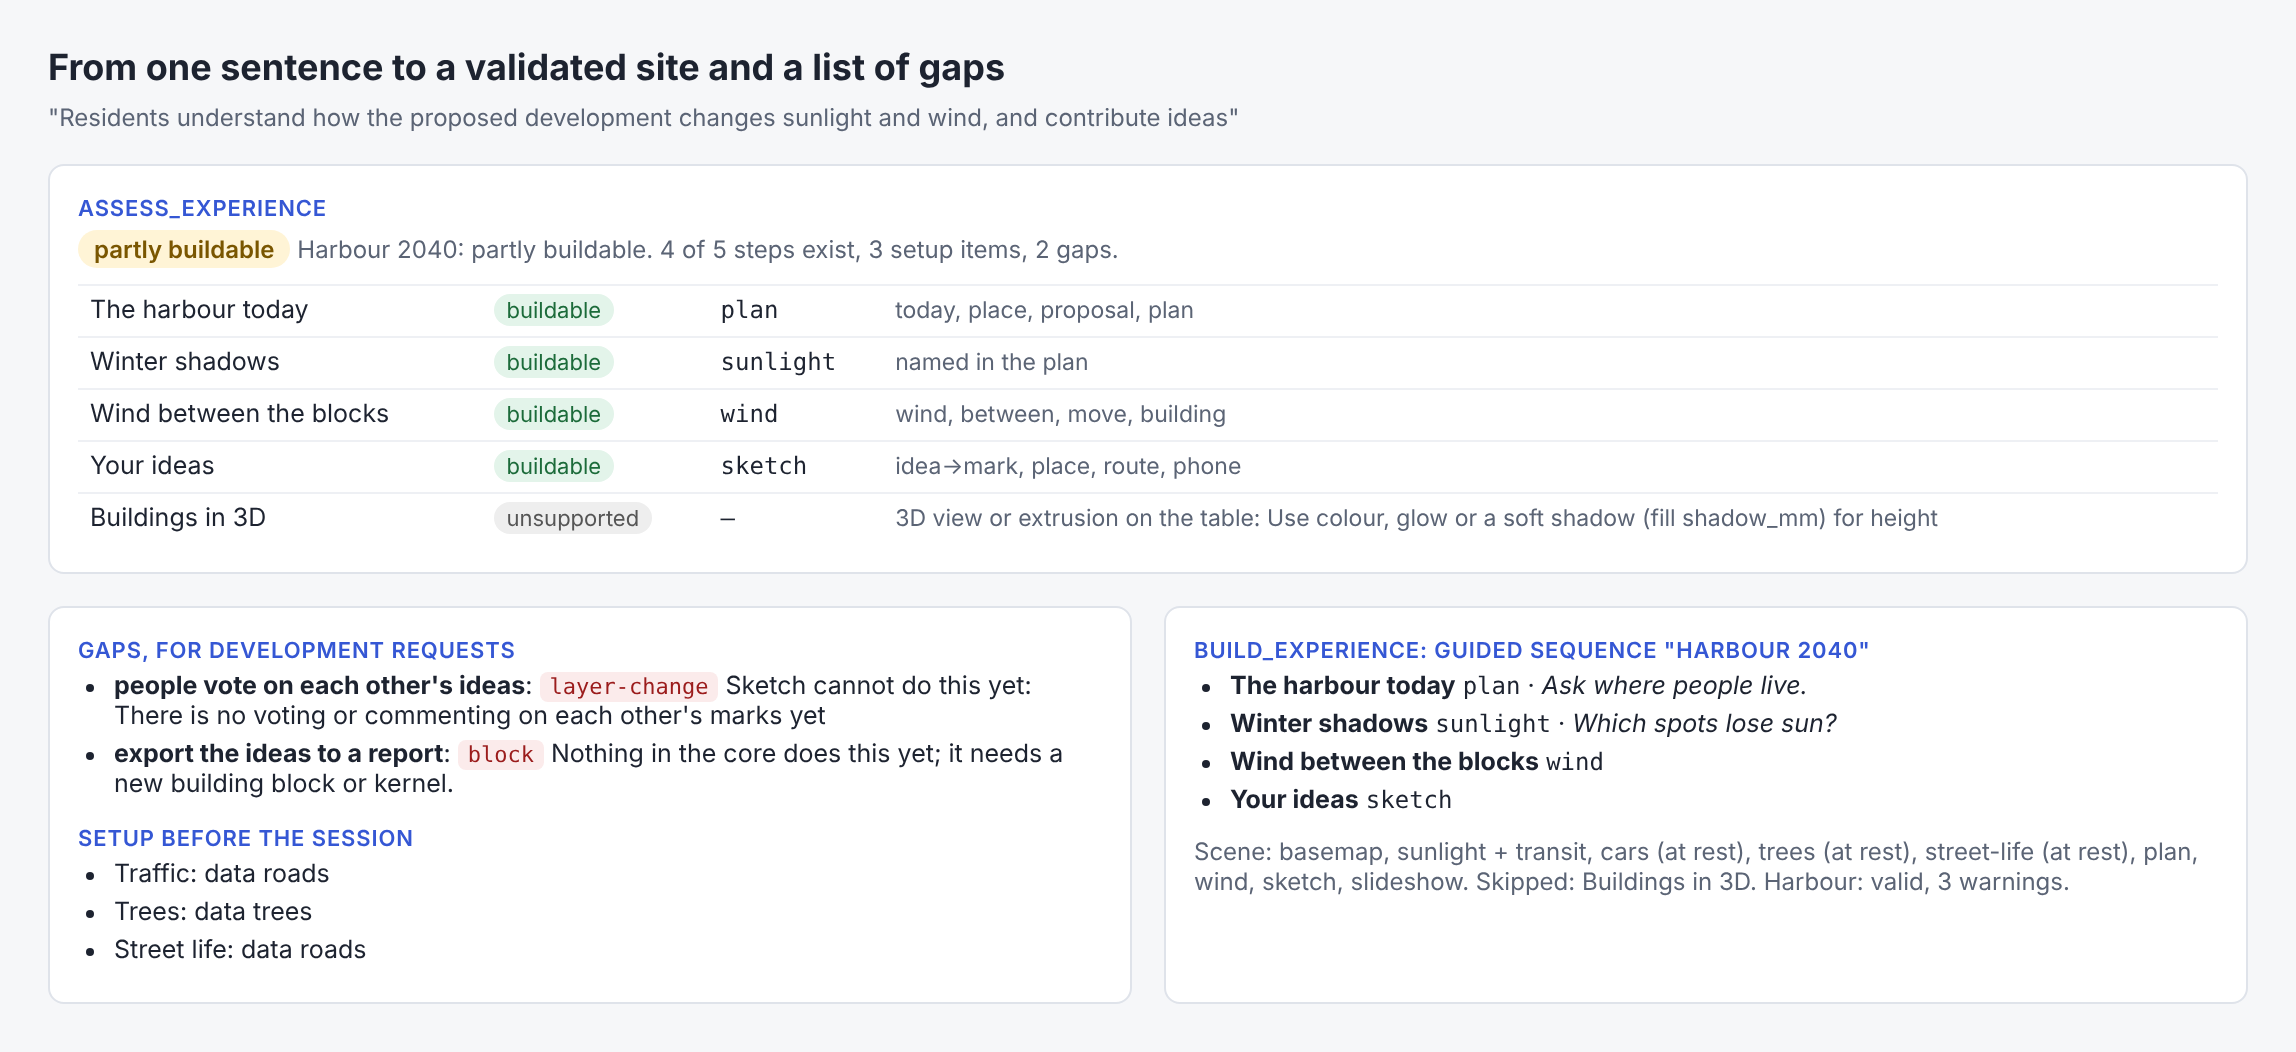 From one sentence to a validated site and a list of gaps
"Residents understand how the proposed development changes sunlight and wind, and contribute ideas"
ASSESS_EXPERIENCE
partly buildable Harbour 2040: partly buildable. 4 of 5 steps exist, 3 setup items, 2 gaps.
The harbour today buildable plan today, place, proposal, plan
Winter shadows buildable sunlight named in the plan
Wind between the blocks buildable wind wind, between, move, building
Your ideas buildable sketch idea→mark, place, route, phone
Buildings in 3D unsupported — 3D view or extrusion on the table: Use colour, glow or a soft shadow (fill shadow_mm) for height
GAPS, FOR DEVELOPMENT REQUESTS
• people vote on each other's ideas: layer-change Sketch cannot do this yet:
There is no voting or commenting on each other's marks yet
• export the ideas to a report: block Nothing in the core does this yet; it needs a
new building block or kernel.
SETUP BEFORE THE SESSION
• Traffic: data roads
• Trees: data trees
• Street life: data roads
BUILD_EXPERIENCE: GUIDED SEQUENCE "HARBOUR 2040"
• The harbour today plan · Ask where people live.
• Winter shadows sunlight · Which spots lose sun?
• Wind between the blocks wind
• Your ideas sketch
Scene: basemap, sunlight + transit, cars (at rest), trees (at rest), street-life (at rest), plan,
wind, sketch, slideshow. Skipped: Buildings in 3D. Harbour: valid, 3 warnings.